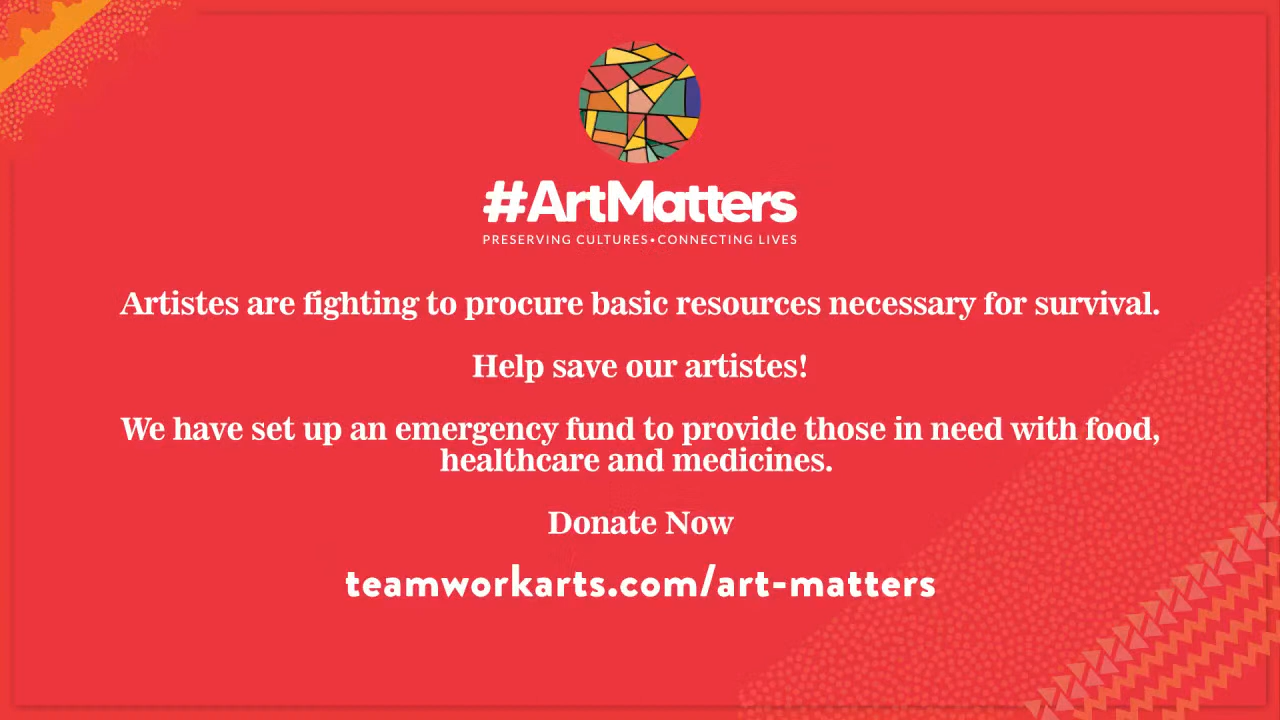 #ArtMatters
PRESERVING CULTURES•CONNECTING LIVES
Artistes are fighting to procure basic resources necessary for survival.
Help save our artistes!
We have set up an emergency fund to provide those in need with food,
healthcare and medicines.
Donate Now
teamworkarts.com/art-matters